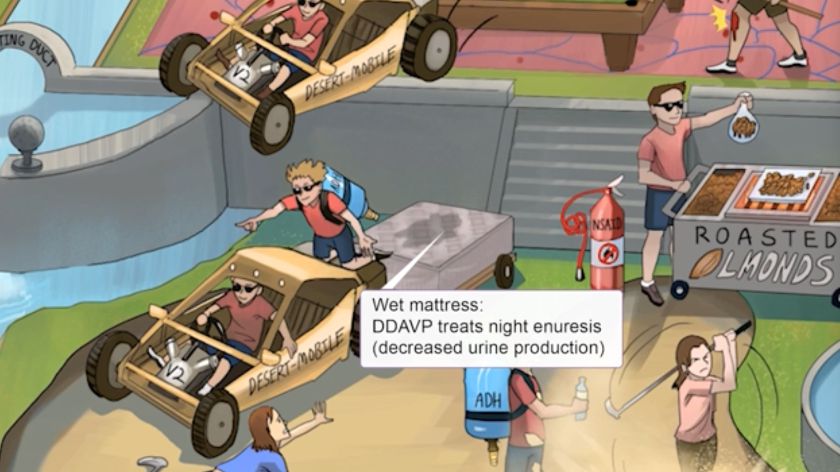 TING DUCT
V2
DESERT-MOBILE
NSAID
ROASTED
LMONDS
Wet mattress:
DDAVP treats night enuresis
(decreased urine production)
V2
DESERT-MOBILE
ADH